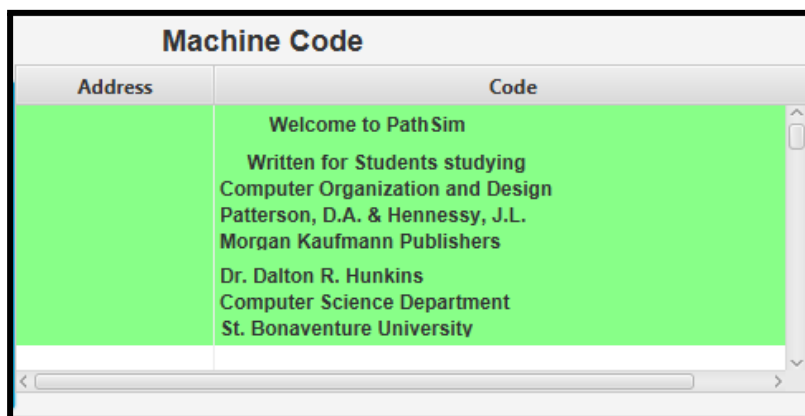 Machine Code
Address Code
Welcome to PathSim
Written for Students studying
Computer Organization and Design
Patterson, D.A. & Hennessy, J.L.
Morgan Kaufmann Publishers
Dr. Dalton R. Hunkins
Computer Science Department
St. Bonaventure University